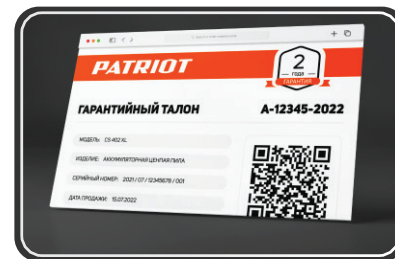 PATRIOT
2
ГОДА
ГАРАНТИЯ
ГАРАНТИЙНЫЙ ТАЛОН
A-12345-2022
МОДЕЛЬ: CS 402 XL
ИЗДЕЛИЕ: АККУМУЛЯТОРНАЯ ЦЕПНАЯ ПИЛА
СЕРИЙНЫЙ НОМЕР: 2021 / 07 / 12345678 / 001
ДАТА ПРОДАЖИ: 15.07.2022